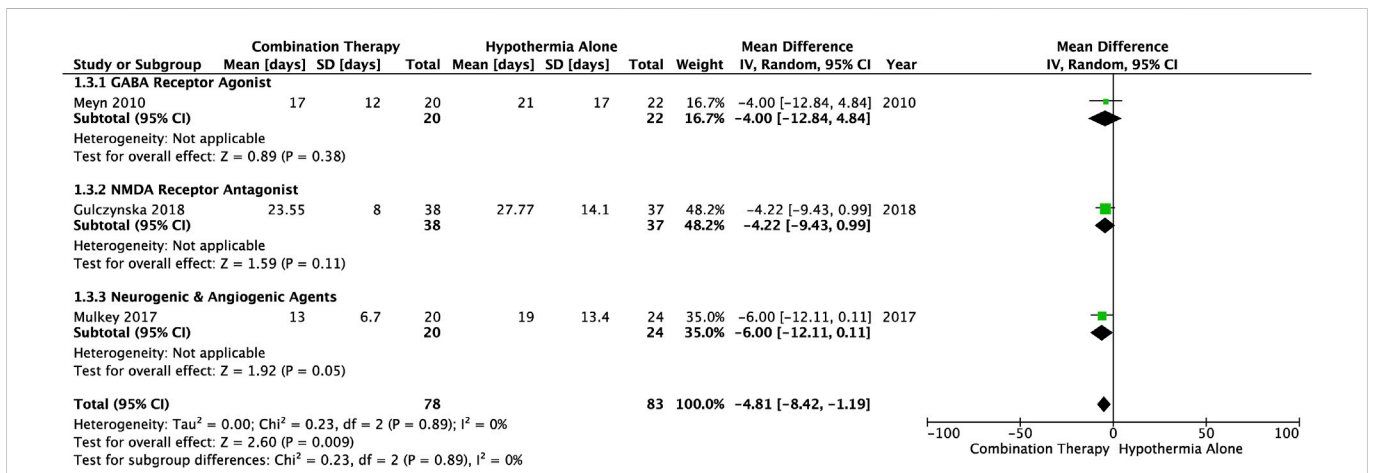 Combination Therapy Hypothermia Alone Mean Difference Mean Difference
Study or Subgroup Mean [days] SD [days] Total Mean [days] SD [days] Total Weight IV, Random, 95% CI Year IV, Random, 95% CI
1.3.1 GABA Receptor Agonist
Meyn 2010 17 12 20 21 17 22 16.7% −4.00 [−12.84, 4.84] 2010
Subtotal (95% CI) 20 22 16.7% −4.00 [−12.84, 4.84]
Heterogeneity: Not applicable
Test for overall effect: Z = 0.89 (P = 0.38)
1.3.2 NMDA Receptor Antagonist
Gulczynska 2018 23.55 8 38 27.77 14.1 37 48.2% −4.22 [−9.43, 0.99] 2018
Subtotal (95% CI) 38 37 48.2% −4.22 [−9.43, 0.99]
Heterogeneity: Not applicable
Test for overall effect: Z = 1.59 (P = 0.11)
1.3.3 Neurogenic & Angiogenic Agents
Mulkey 2017 13 6.7 20 19 13.4 24 35.0% −6.00 [−12.11, 0.11] 2017
Subtotal (95% CI) 20 24 35.0% −6.00 [−12.11, 0.11]
Heterogeneity: Not applicable
Test for overall effect: Z = 1.92 (P = 0.05)
Total (95% CI) 78 83 100.0% −4.81 [−8.42, −1.19]
Heterogeneity: Tau² = 0.00; Chi² = 0.23, df = 2 (P = 0.89); I² = 0%
Test for overall effect: Z = 2.60 (P = 0.009)
Test for subgroup differences: Chi² = 0.23, df = 2 (P = 0.89), I² = 0%
−100 −50 0 50 100
Combination Therapy Hypothermia Alone